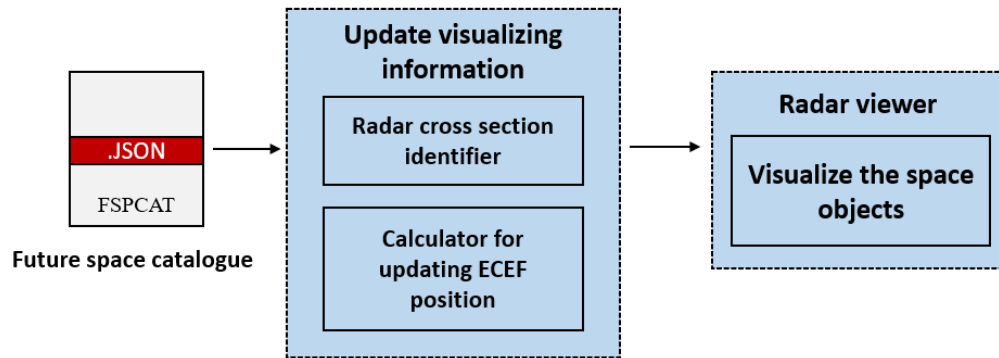 .JSON
FSPCAT
Future space catalogue
Update visualizing
information
Radar cross section
identifier
Calculator for
updating ECEF
position
Radar viewer
Visualize the space
objects